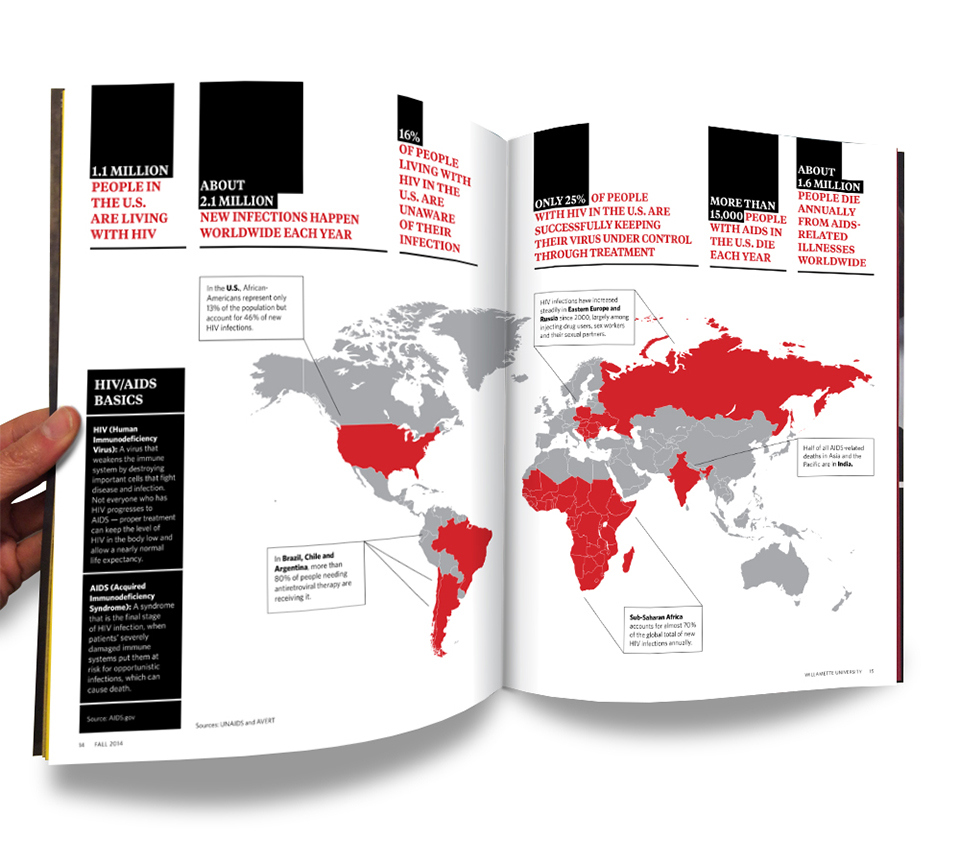 1.1 MILLION
PEOPLE IN
THE U.S.
ARE LIVING
WITH HIV
ABOUT
2.1 MILLION
NEW INFECTIONS HAPPEN
WORLDWIDE EACH YEAR
16%
OF PEOPLE
LIVING WITH
HIV IN THE
U.S. ARE
UNAWARE
OF THEIR
INFECTION
ONLY 25% OF PEOPLE
WITH HIV IN THE U.S. ARE
SUCCESSFULLY KEEPING
THEIR VIRUS UNDER CONTROL
THROUGH TREATMENT
MORE THAN
15,000 PEOPLE
WITH AIDS IN
THE U.S. DIE
EACH YEAR
ABOUT
1.6 MILLION
PEOPLE DIE
ANNUALLY
FROM AIDS-
RELATED
ILLNESSES
WORLDWIDE
In the U.S., African-
Americans represent only
13% of the population but
account for 46% of new
HIV infections.
HIV infections have increased
steadily in Eastern Europe and
Russia since 2000, largely among
injecting drug users, sex workers
and their sexual partners.
HIV/AIDS
BASICS
HIV (Human
Immunodeficiency
Virus): A virus that
weakens the immune
system by destroying
important cells that fight
disease and infection.
Not everyone who has
HIV progresses to
AIDS — proper treatment
can keep the level of
HIV in the body low and
allow a nearly normal
life expectancy.
AIDS (Acquired
Immunodeficiency
Syndrome): A syndrome
that is the final stage
of HIV infection, when
patients' severely
damaged immune
systems put them at
risk for opportunistic
infections, which can
cause death.
Source: AIDS.gov
Half of all AIDS-related
deaths in Asia and the
Pacific are in India.
In Brazil, Chile and
Argentina, more than
80% of people needing
antiretroviral therapy are
receiving it.
Sub-Saharan Africa
accounts for almost 70%
of the global total of new
HIV infections annually.
Sources: UNAIDS and AVERT
14 FALL 2014
WILLAMETTE UNIVERSITY 15